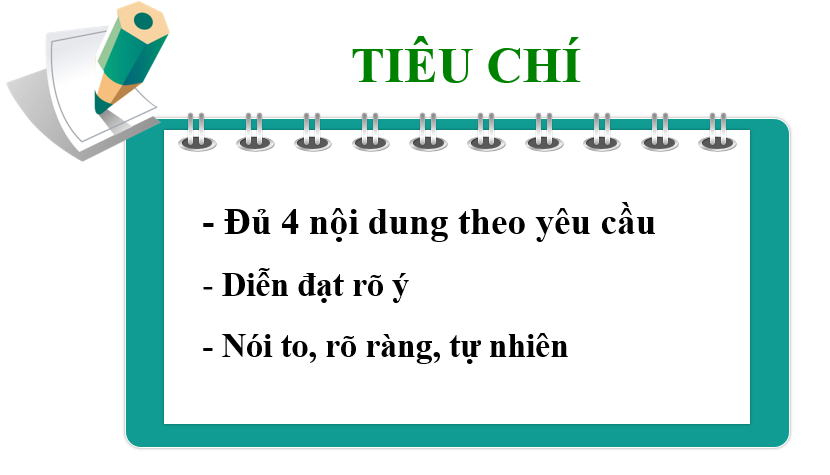 TIÊU CHÍ
- Đủ 4 nội dung theo yêu cầu
- Diễn đạt rõ ý
- Nói to, rõ ràng, tự nhiên